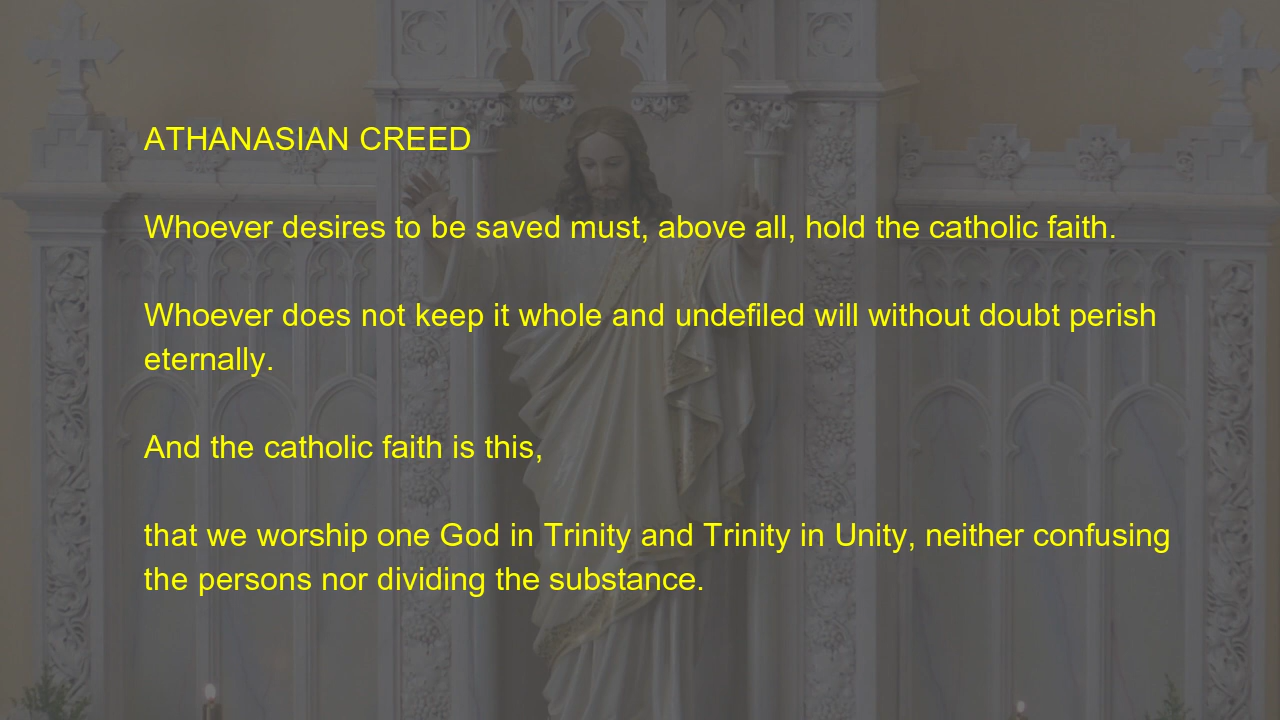 ATHANASIAN CREED
Whoever desires to be saved must, above all, hold the catholic faith.
Whoever does not keep it whole and undefiled will without doubt perish
eternally.
And the catholic faith is this,
that we worship one God in Trinity and Trinity in Unity, neither confusing
the persons nor dividing the substance.